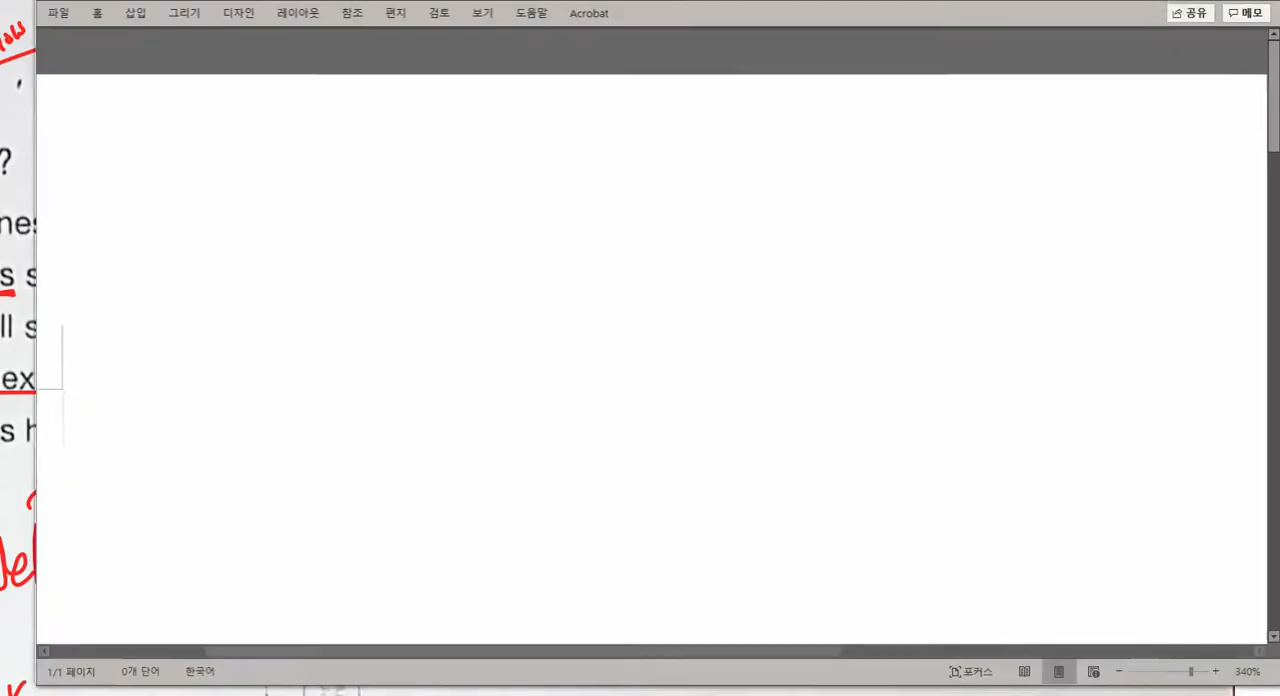 파일 홈 삽입 그리기 디자인 레이아웃 참조 편지 검토 보기 도움말 Acrobat 공유 메모
?
s s
ll s
ex
s h
1/1 페이지 0개 단어 한국어 포커스 − + 340%